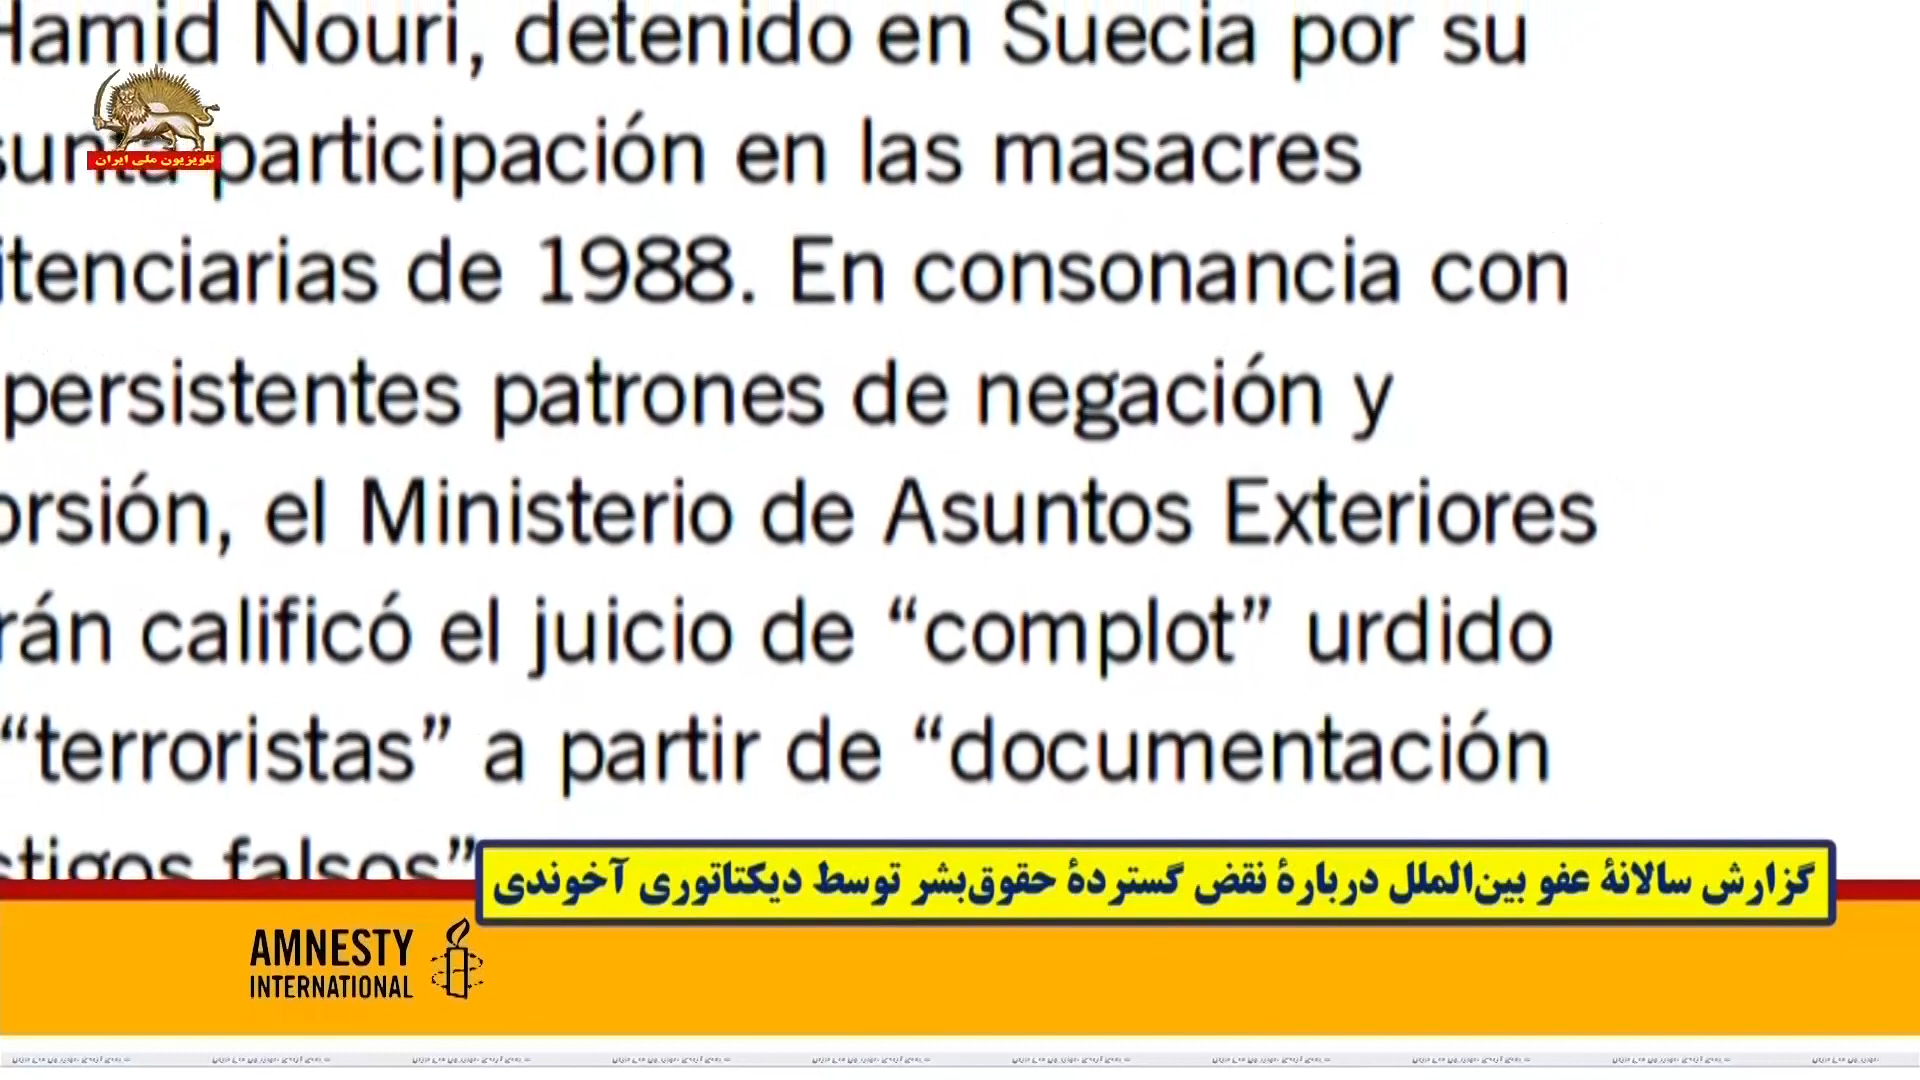 Hamid Nouri, detenido en Suecia por su
participación en las masacres
تلویزیون ملی ایران
itenciarias de 1988. En consonancia con
persistentes patrones de negación y
orsión, el Ministerio de Asuntos Exteriores
rán calificó el juicio de “complot” urdido
“terroristas” a partir de “documentación
stigos falsos”
گزارش سالانهٔ عفو بین‌الملل دربارهٔ نقض گستردهٔ حقوق‌بشر توسط دیکتاتوری آخوندی
AMNESTY
INTERNATIONAL